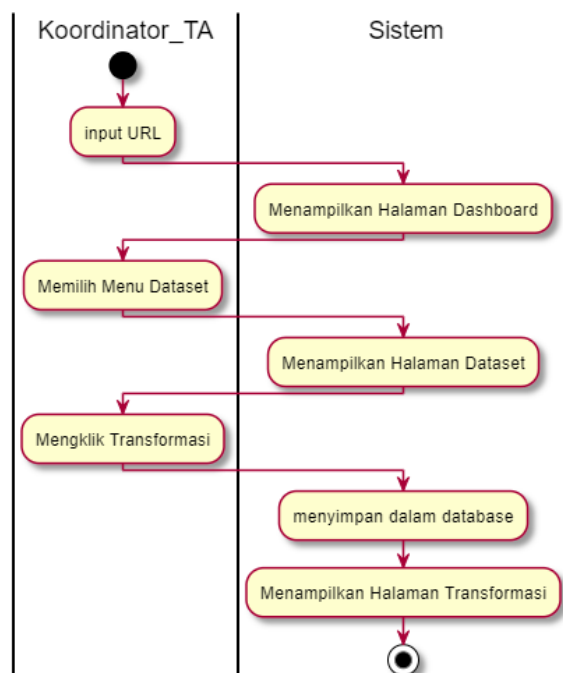 Koordinator_TA
Sistem
input URL
Menampilkan Halaman Dashboard
Memilih Menu Dataset
Menampilkan Halaman Dataset
Mengklik Transformasi
menyimpan dalam database
Menampilkan Halaman Transformasi